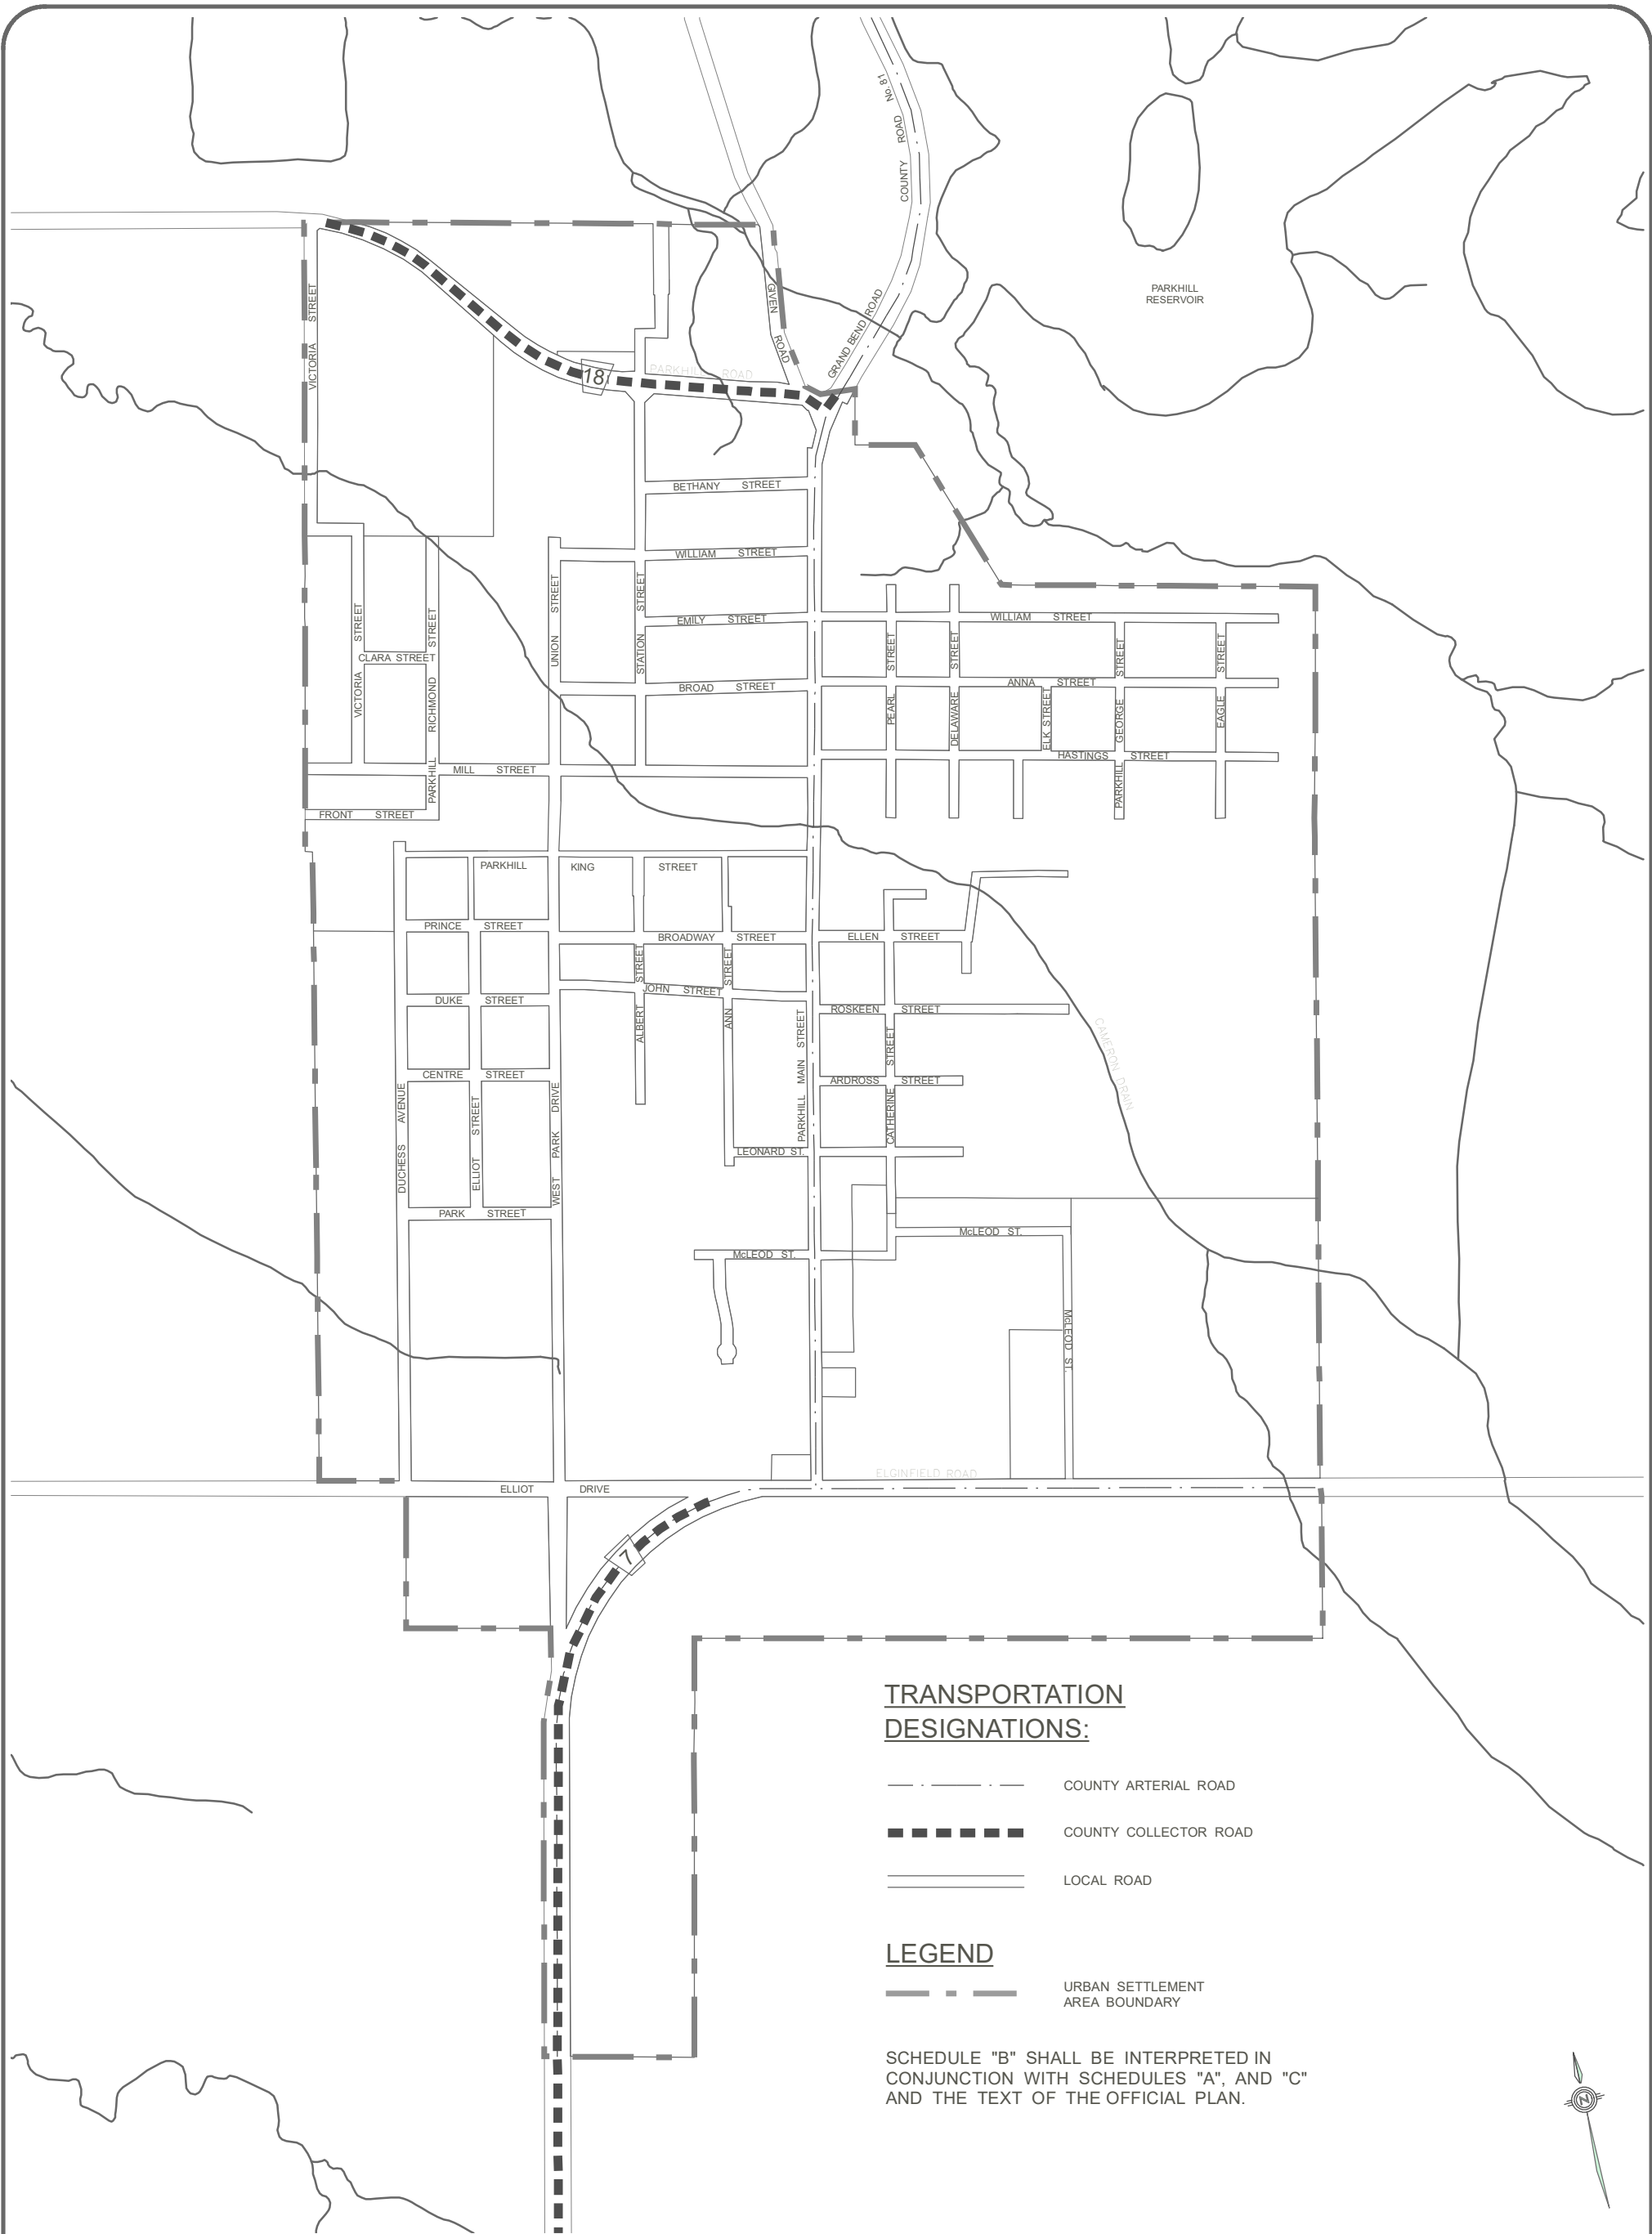 COUNTY ROAD No. 81
PARKHILL
RESERVOIR
VICTORIA STREET
GIVEN ROAD
GRAND BEND ROAD
18
PARKHILL ROAD
BETHANY STREET
WILLIAM STREET
UNION STREET
STATION STREET
EMILY STREET
WILLIAM STREET
VICTORIA STREET
CLARA STREET
PARKHILL RICHMOND STREET
BROAD STREET
ANNA STREET
PEARL STREET
DELAWARE STREET
ELK STREET
PARKHILL GEORGE STREET
EAGLE STREET
HASTINGS STREET
MILL STREET
FRONT STREET
PARKHILL KING STREET
PRINCE STREET
BROADWAY STREET
ELLEN STREET
ALBERT STREET
ANN STREET
JOHN STREET
DUKE STREET
ROSKEEN STREET
PARKHILL MAIN STREET
CAMERON DRAIN
CENTRE STREET
ARDROSS STREET
CATHERINE STREET
DUCHESS AVENUE
ELLIOT STREET
WEST PARK DRIVE
LEONARD ST.
PARK STREET
McLEOD ST.
McLEOD ST.
McLEOD ST.
ELGINFIELD ROAD
ELLIOT DRIVE
7
TRANSPORTATION
DESIGNATIONS:
COUNTY ARTERIAL ROAD
COUNTY COLLECTOR ROAD
LOCAL ROAD
LEGEND
URBAN SETTLEMENT
AREA BOUNDARY
SCHEDULE "B" SHALL BE INTERPRETED IN
CONJUNCTION WITH SCHEDULES "A", AND "C"
AND THE TEXT OF THE OFFICIAL PLAN.
N